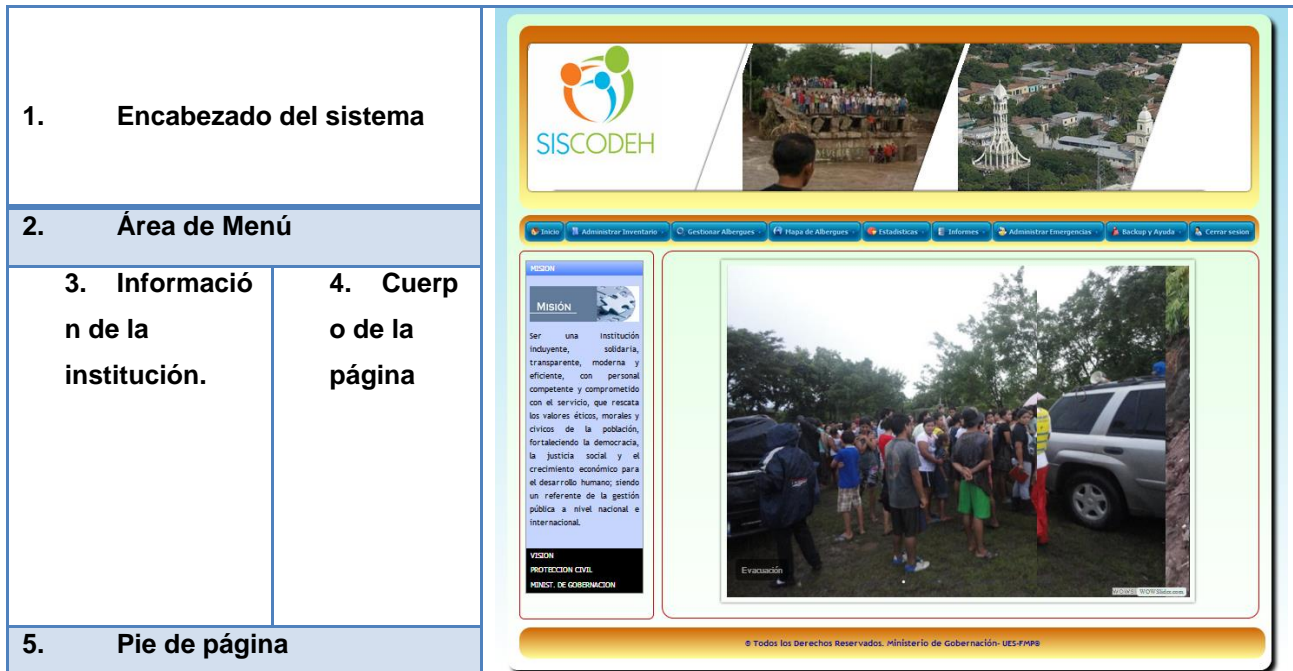 1. Encabezado del sistema
2. Área de Menú
3. Informació
n de la
institución.
4. Cuerp
o de la
página
5. Pie de página
SISCODEH
Inicio Administrar Inventario Gestionar Albergues Mapa de Albergues Estadisticas Informes Administrar Emergencias Backup y Ayuda Cerrar sesion
MISION
MISIÓN
Ser una institución
incluyente, solidaria,
transparente, moderna y
eficiente, con personal
competente y comprometido
con el servicio, que rescata
los valores éticos, morales y
cívicos de la población,
fortaleciendo la democracia,
la justicia social y el
crecimiento económico para
el desarrollo humano; siendo
un referente de la gestión
pública a nivel nacional e
internacional.
VISION
PROTECCION CIVIL
MINIST. DE GOBERNACION
Evacuación
WOWSlider.com
© Todos los Derechos Reservados. Ministerio de Gobernación- UES-FMPB